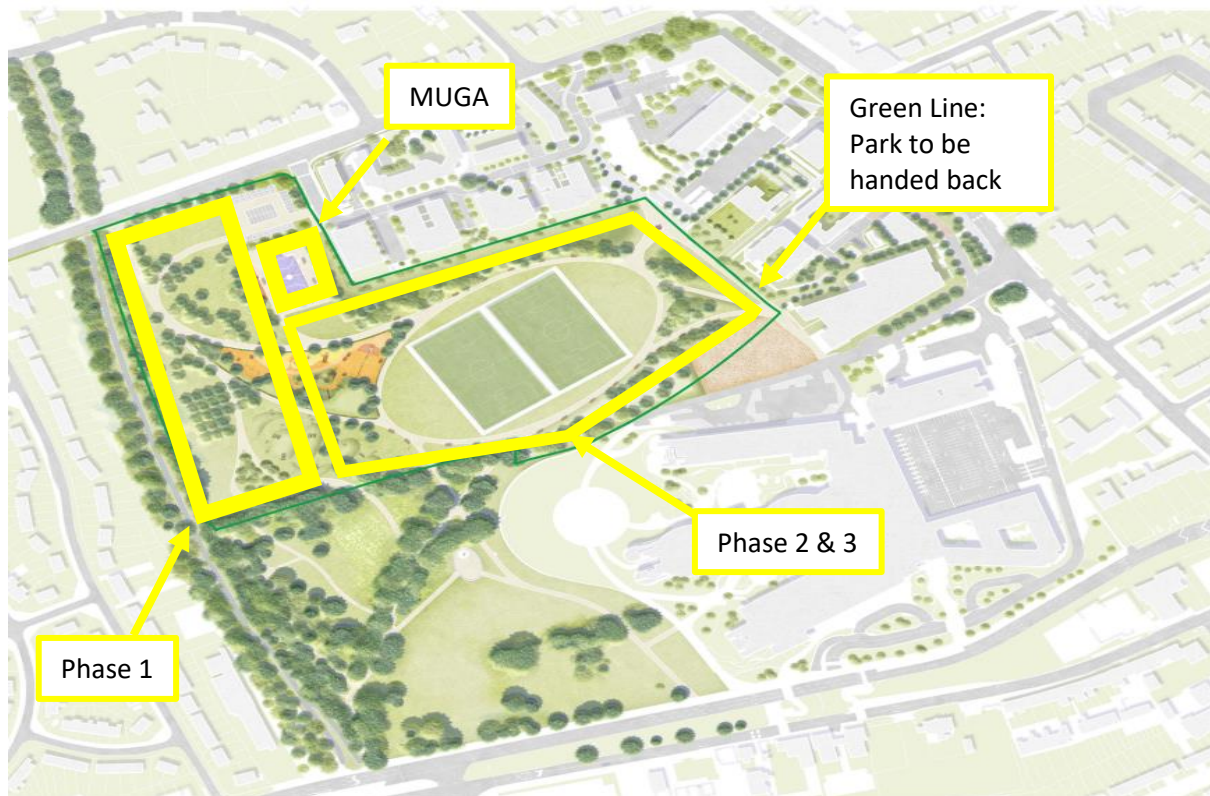 MUGA
Green Line:
Park to be
handed back
Phase 2 & 3
Phase 1